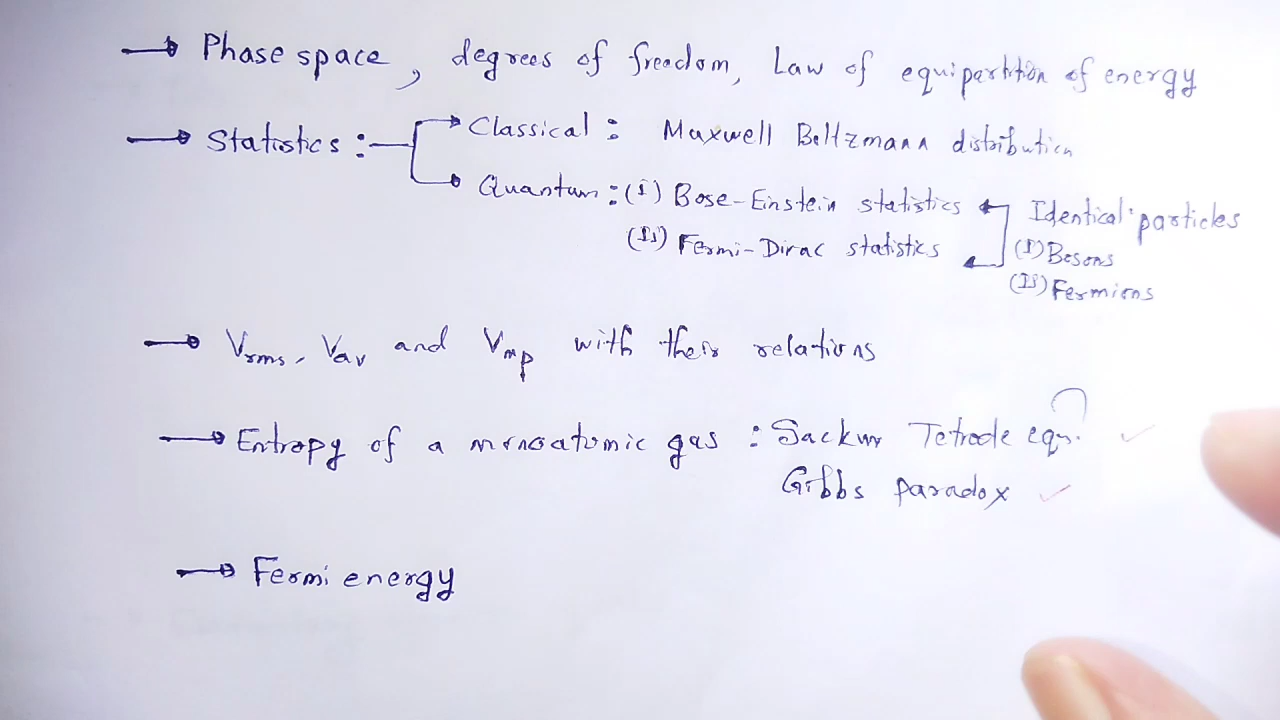 → Phase space, degrees of freedom, Law of equipartition of energy
→ Statistics : → Classical : Maxwell Boltzmann distribution
→ Quantum : (I) Bose-Einstein statistics ← Identical particles
(II) Fermi-Dirac statistics ← (I) Bosons
(II) Fermions
→ Vrms, Vav and Vmp with their relations
→ Entropy of a monoatomic gas : Sackur Tetrode eqn. ✓
Gibbs paradox ✓
→ Fermi energy